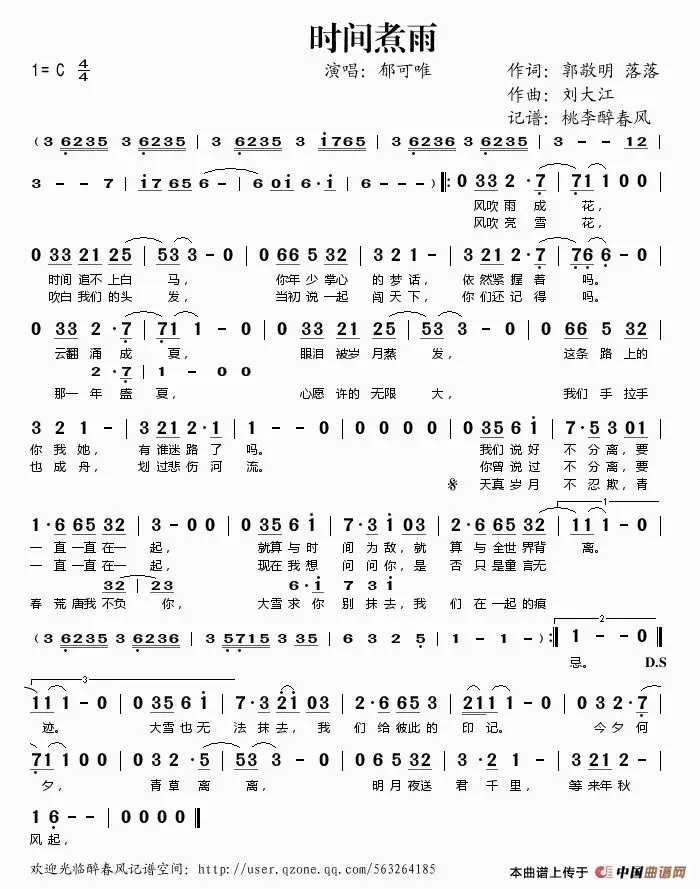 时间煮雨
1= C 4/4 演唱：郁可唯 作词：郭敬明 落落
作曲：刘大江
记谱：桃李醉春风
( 3 6235 3 6235 | 3 6235 3 i765 | 3 6235 3 6236 | 3 - - 12 |
3 - - 7 | i7 65 6 - | 6 0i 6· i | 6 - - - ) |: 0 33 2 · 7 | 71 1 0 0 |
风吹雨成花，
风吹亮雪花，
0 33 21 25 | 53 3 - 0 | 0 66 5 32 | 3 2 1 - | 3 212 · 7 | 76 6 - 0 |
时间追不上白马， 你年少掌心的梦话， 依然紧握着吗。
吹白我们的头发， 当初说一起闯天下， 你们还记得吗。
0 33 2 · 7 | 71 1 - 0 | 0 33 21 25 | 53 3 - 0 | 0 66 5 32 |
云翻涌成夏， 眼泪被岁月蒸发， 这条路上的
2 · 7 | 1 - 0 0
那一年盛夏， 心愿许的无限大， 我们手拉手
3 2 1 - | 3 21 2 · 1 | 1 - - 0 | 0 0 0 0 | 0 35 6 i | 7 · 5 3 01 |
你我她， 有谁迷路了吗。 我们说好不分离，要
也成舟， 划过悲伤河流。 你曾说过不分离，要
天真岁月不忍欺，青
1 · 6 65 32 | 3 - 0 0 | 0 35 6 i | 7 · 3 i 03 | 2 · 6 65 32 | 11 1 - 0 |
1
一直一直在一起， 就算与时间为敌，就算与全世界背离。
一直一直在一起， 现在我想问问你，是否只是童言无
32 | 23 6 · i 7 3 i
春荒唐我不负你， 大雪求你别抹去，我们在一起的痕
( 3 6235 3 6236 | 3 5715 3 35 | 6 3 2 5 | 1 - 1 - ) :| 1 - 0 0 ||
2
忌。 D.S
3
11 1 - 0 | 0 35 6 i | 7 · 3 21 03 | 2 · 6 65 32 | 211 1 - 0 | 0 3 2 · 7 |
迹。 大雪也无法抹去，我们给彼此的印记。 今夕何
71 1 0 0 | 0 3 2 · 5 | 53 3 - 0 | 0 32 25 | 3 2 1 - | 3 212 - |
夕， 青草离离， 明月夜送君千里， 等来年秋
1 6 - - | 0 0 0 0 ||
风起，
欢迎光临醉春风记谱空间：http://user.qzone.qq.com/563264185
本曲谱上传于 中国曲谱网